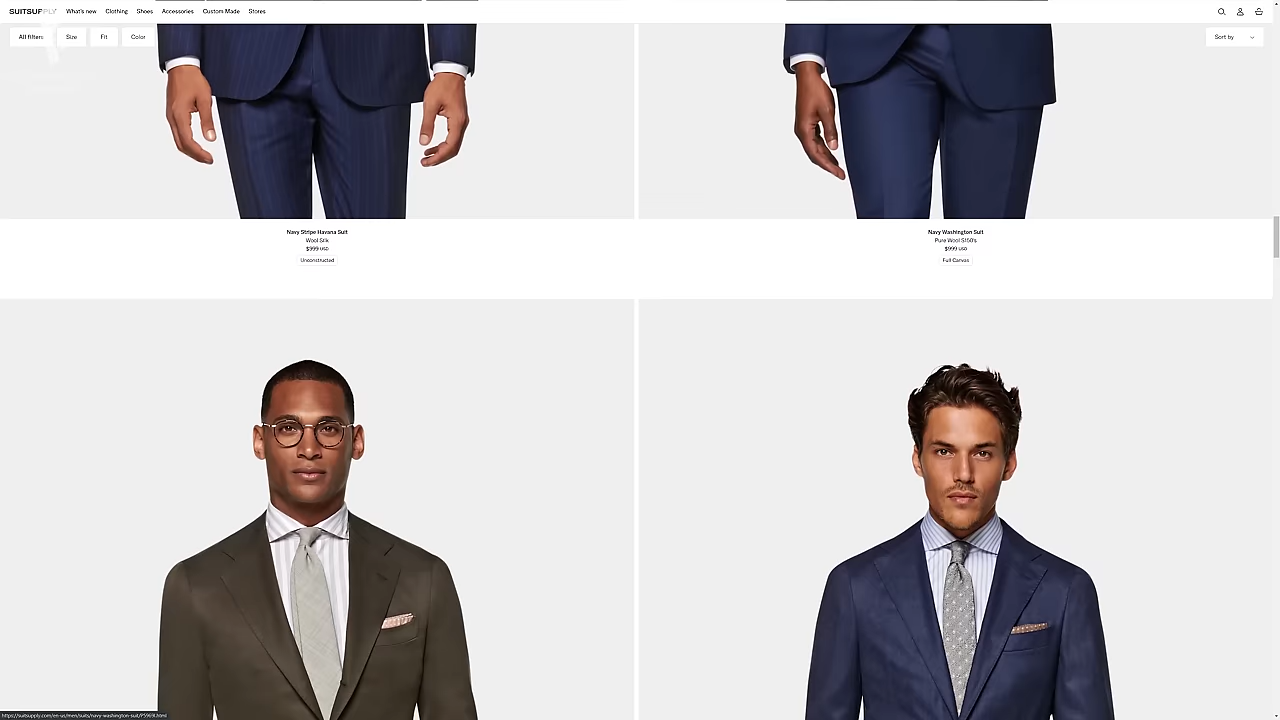 SUITSUPPLY What's new Clothing Shoes Accessories Custom Made Stores
All filters Size Fit Color Sort by
Navy Stripe Havana Suit
Wool Silk
$999 USD
Unconstructed
Navy Washington Suit
Pure Wool S150's
$999 USD
Full Canvas
https://suitsupply.com/en-us/men/suits/navy-washington-suit/P5969I.html